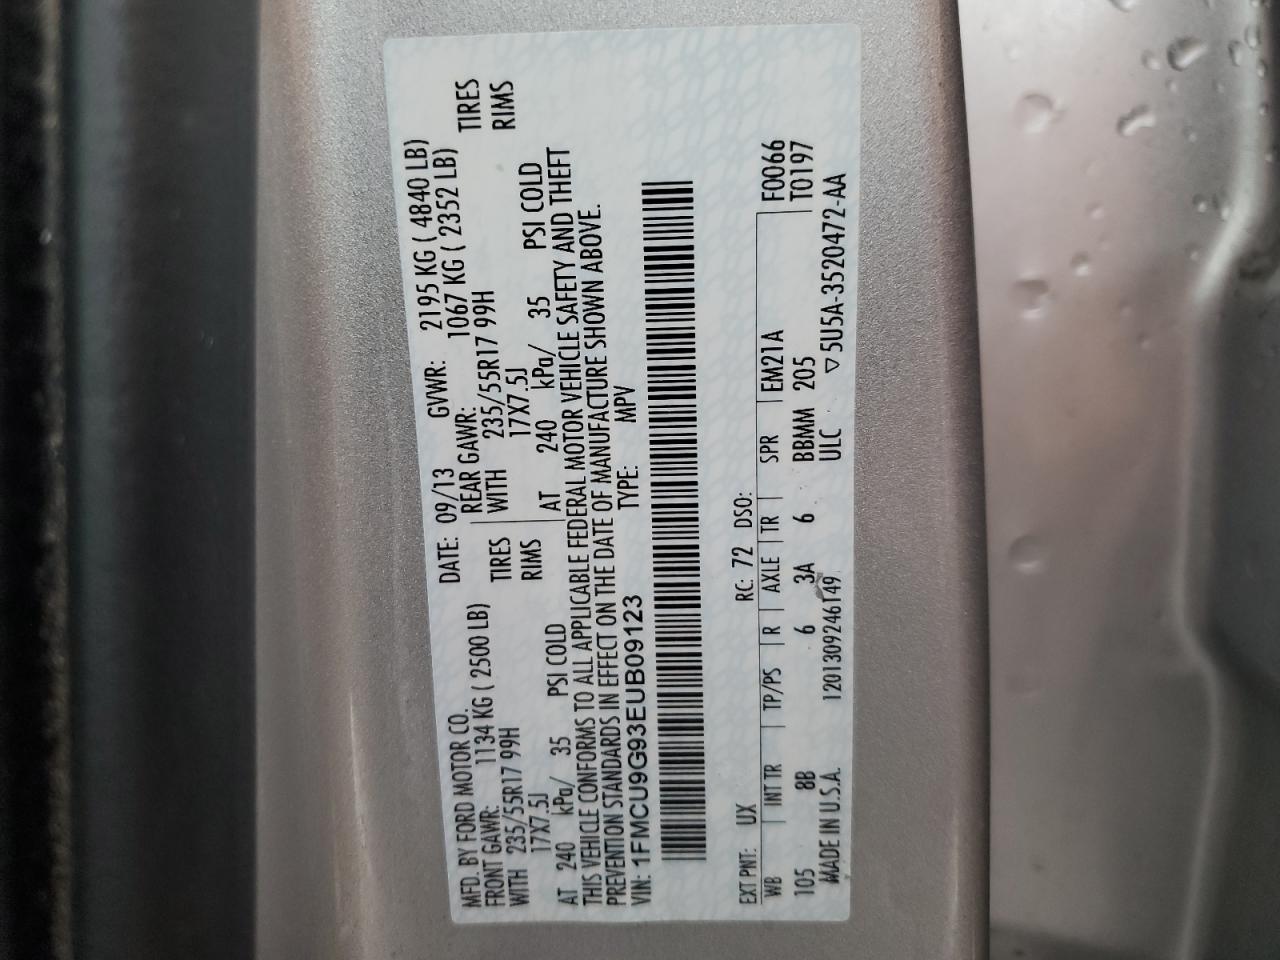 MFD. BY FORD MOTOR CO. DATE: 09/13 GVWR: 2195 KG ( 4840 LB)
FRONT GAWR: 1134 KG ( 2500 LB) REAR GAWR: 1067 KG ( 2352 LB)
WITH 235/55R17 99H TIRES WITH 235/55R17 99H TIRES
17X7.5J RIMS 17X7.5J RIMS
AT 240 kPa/ 35 PSI COLD AT 240 kPa/ 35 PSI COLD
THIS VEHICLE CONFORMS TO ALL APPLICABLE FEDERAL MOTOR VEHICLE SAFETY AND THEFT
PREVENTION STANDARDS IN EFFECT ON THE DATE OF MANUFACTURE SHOWN ABOVE.
VIN: 1FMCU9G93EUB09123 TYPE: MPV
EXT PNT: UX RC: 72 DSO:
WB INT TR TP/PS R AXLE TR SPR EM21A F0066
105 8B 6 3A 6 BBMM 205 T0197
MADE IN U.S.A. 1201309246149 ULC ▽5U5A-3520472-AA